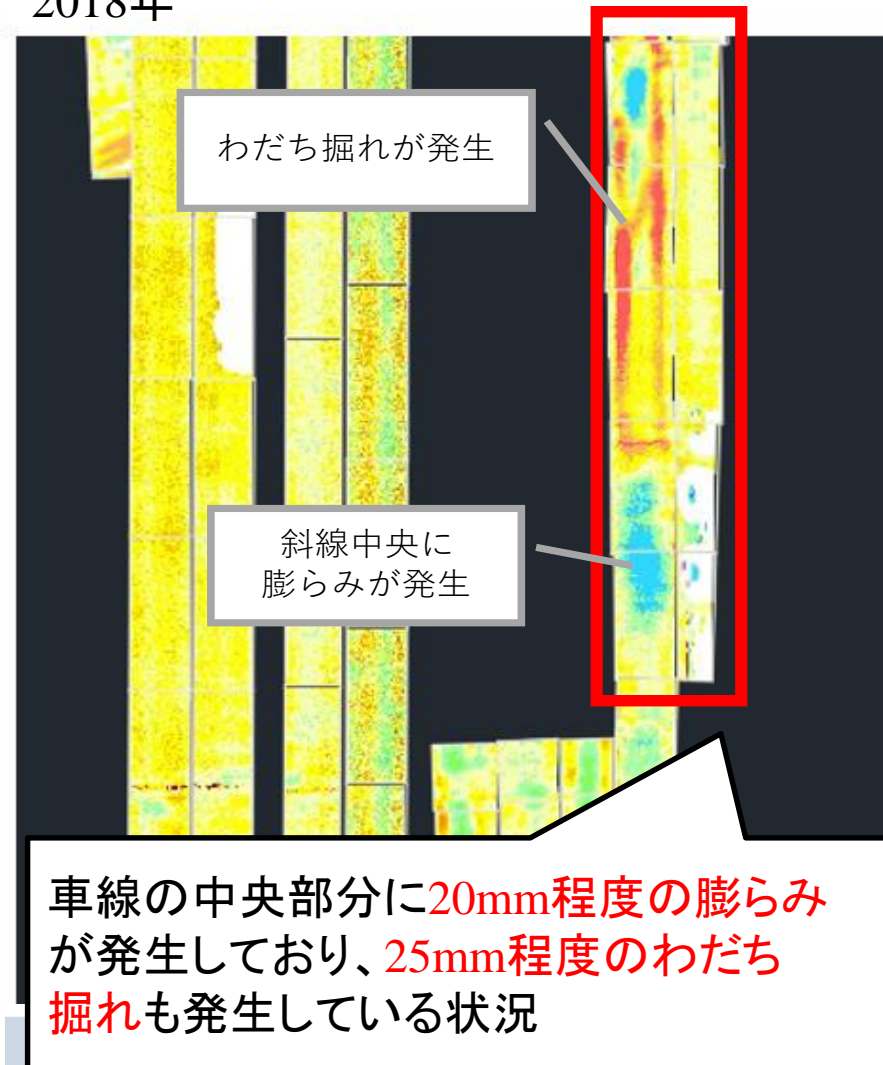 2018年
わだち掘れが発生
斜線中央に
膨らみが発生
車線の中央部分に20mm程度の膨らみ
が発生しており、25mm程度のわだち
掘れも発生している状況